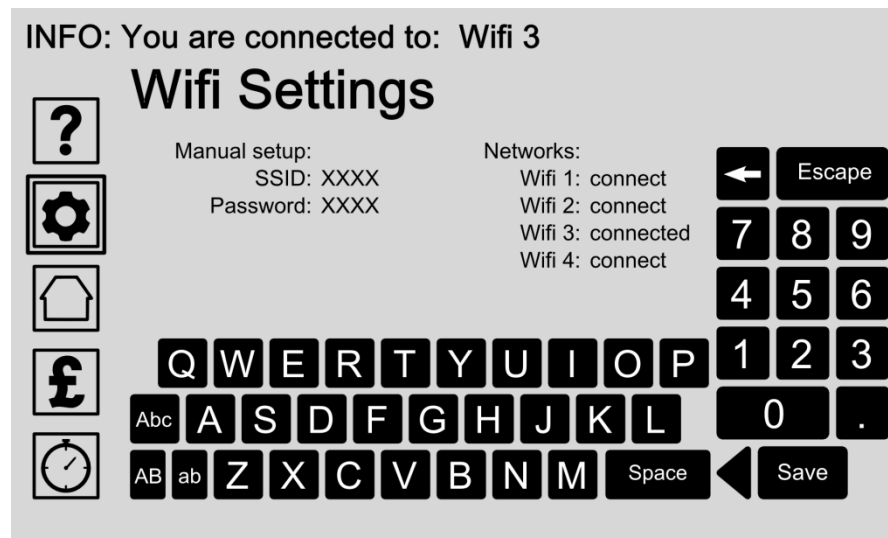 INFO: You are connected to: Wifi 3
Wifi Settings
?
Manual setup:
SSID: XXXX
Password: XXXX
Networks:
Wifi 1: connect
Wifi 2: connect
Wifi 3: connected
Wifi 4: connect
£
Escape
7 8 9
4 5 6
1 2 3
0 .
Q W E R T Y U I O P
Abc A S D F G H J K L
AB ab Z X C V B N M Space
Save